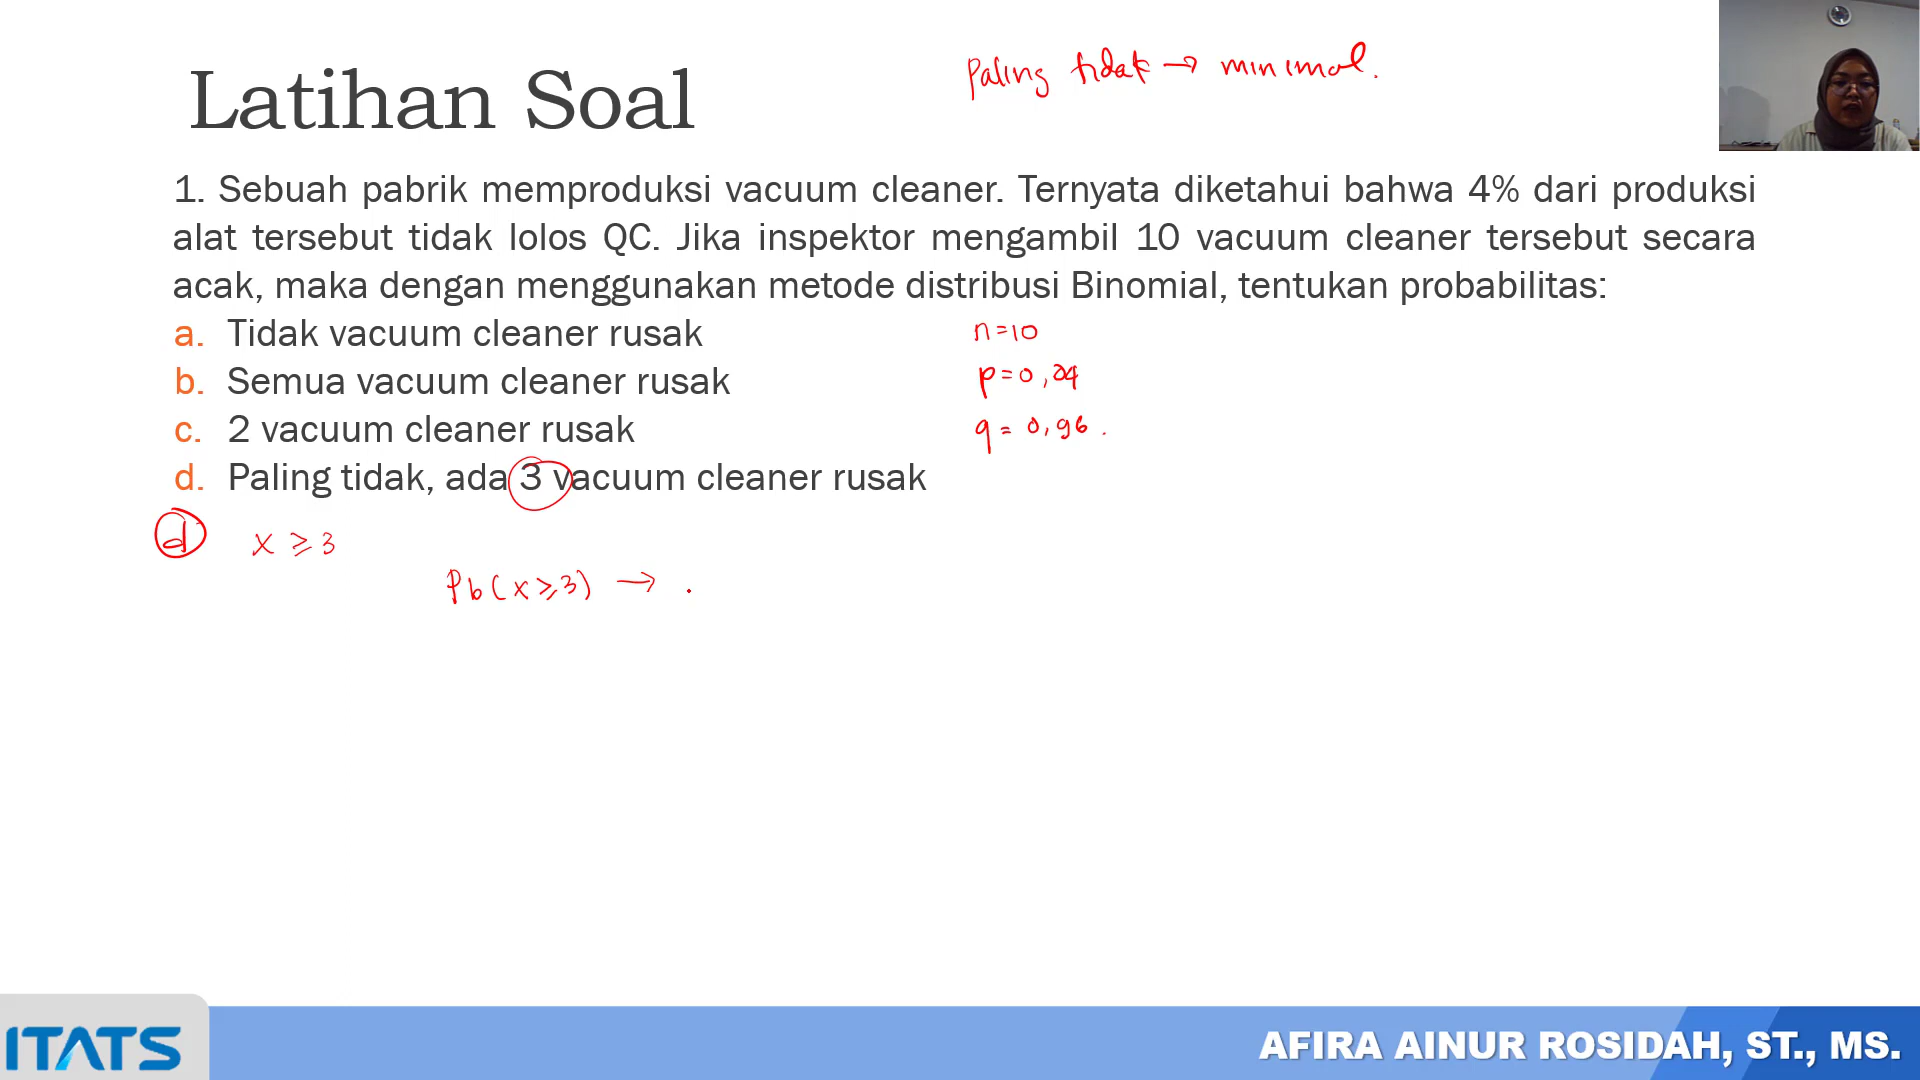 Paling tidak → minimal.
Latihan Soal
1. Sebuah pabrik memproduksi vacuum cleaner. Ternyata diketahui bahwa 4% dari produksi
alat tersebut tidak lolos QC. Jika inspektor mengambil 10 vacuum cleaner tersebut secara
acak, maka dengan menggunakan metode distribusi Binomial, tentukan probabilitas:
a. Tidak vacuum cleaner rusak
n=10
b. Semua vacuum cleaner rusak
p=0,04
c. 2 vacuum cleaner rusak
q=0,96.
d. Paling tidak, ada 3 vacuum cleaner rusak
d x ≥ 3
Pb(x≥3) → .
ITATS
AFIRA AINUR ROSIDAH, ST., MS.